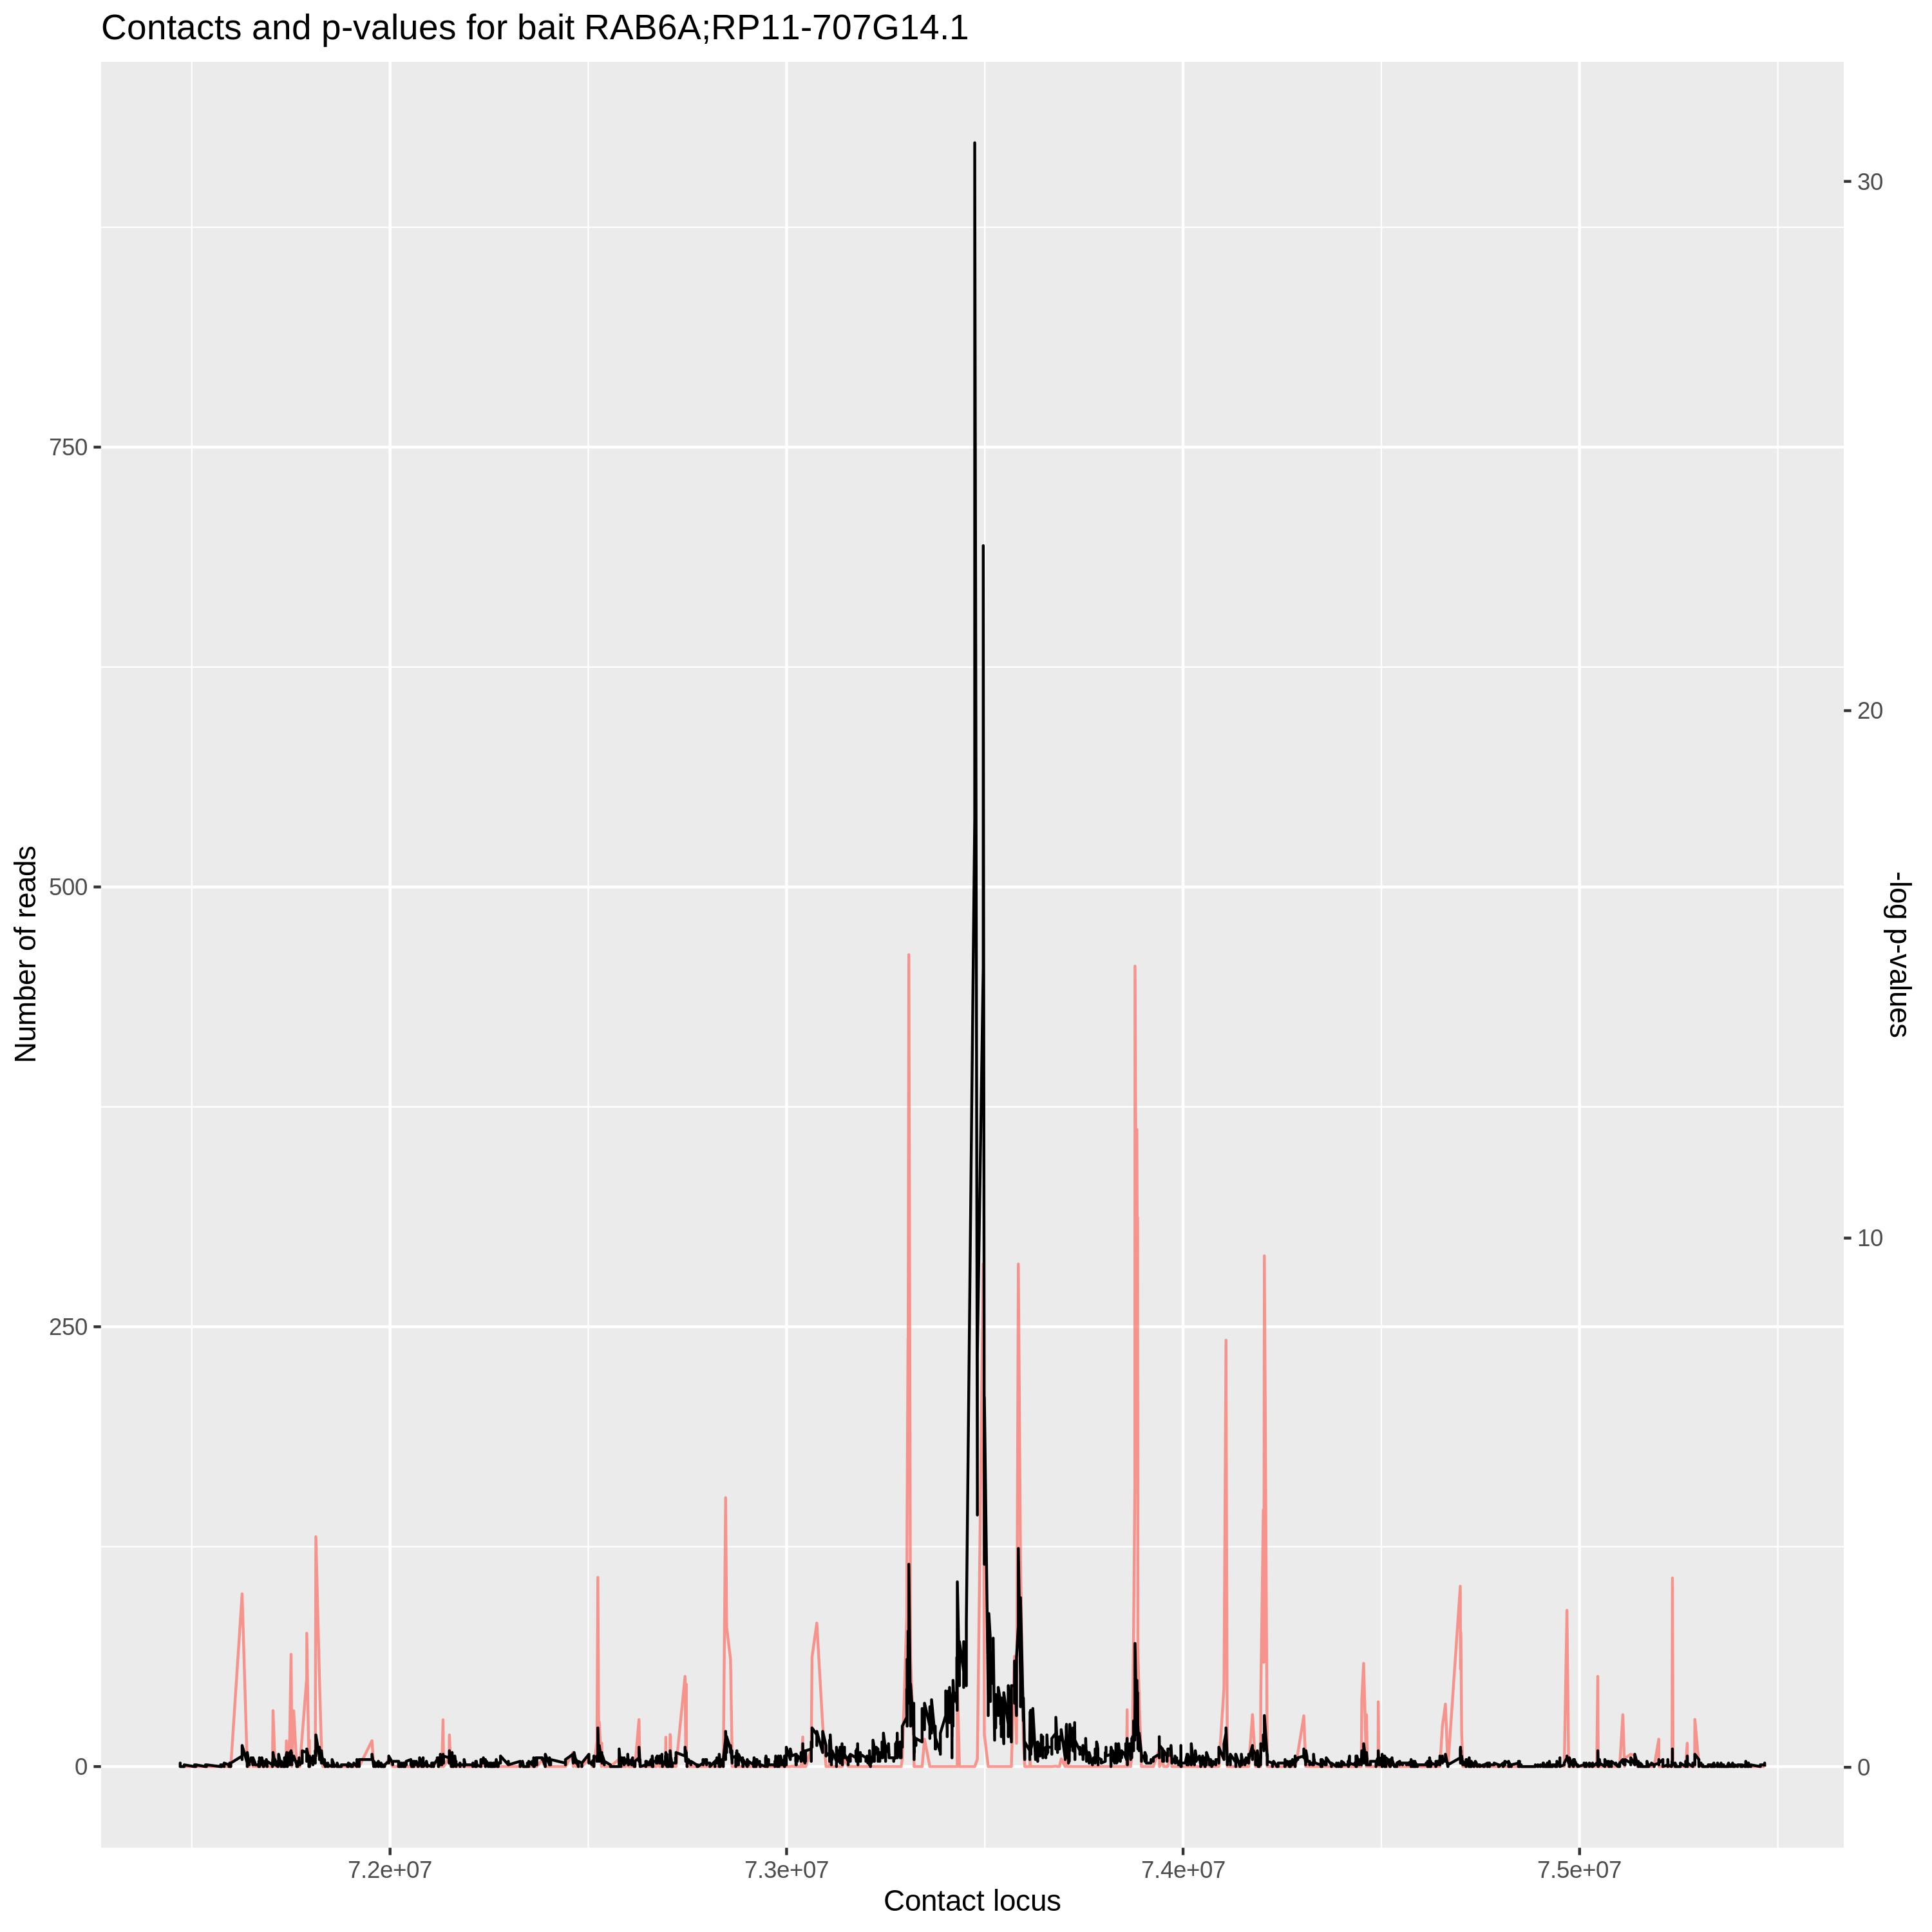 Contacts and p-values for bait RAB6A;RP11-707G14.1
30
750
20
500
Number of reads
-log p-values
10
250
0
0
7.2e+07
7.3e+07
7.4e+07
7.5e+07
Contact locus